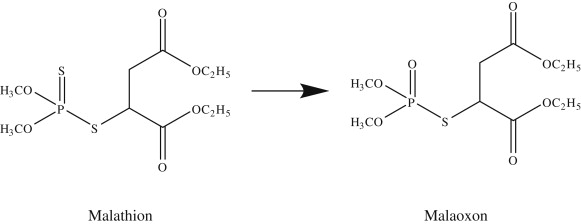 O
O
S
OC₂H₅
O
OC₂H₅
H₃CO
OC₂H₅
H₃CO
OC₂H₅
P
P
H₃CO
S
H₃CO
S
O
O
Malathion
Malaoxon